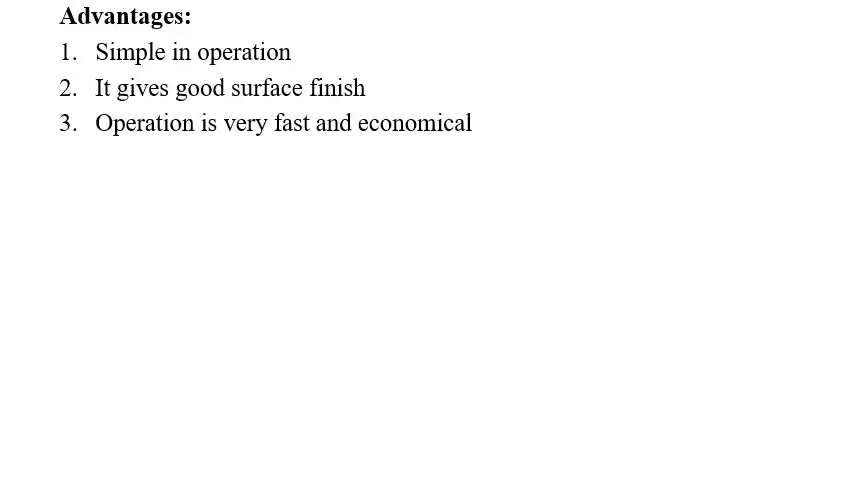 Advantages:
1. Simple in operation
2. It gives good surface finish
3. Operation is very fast and economical